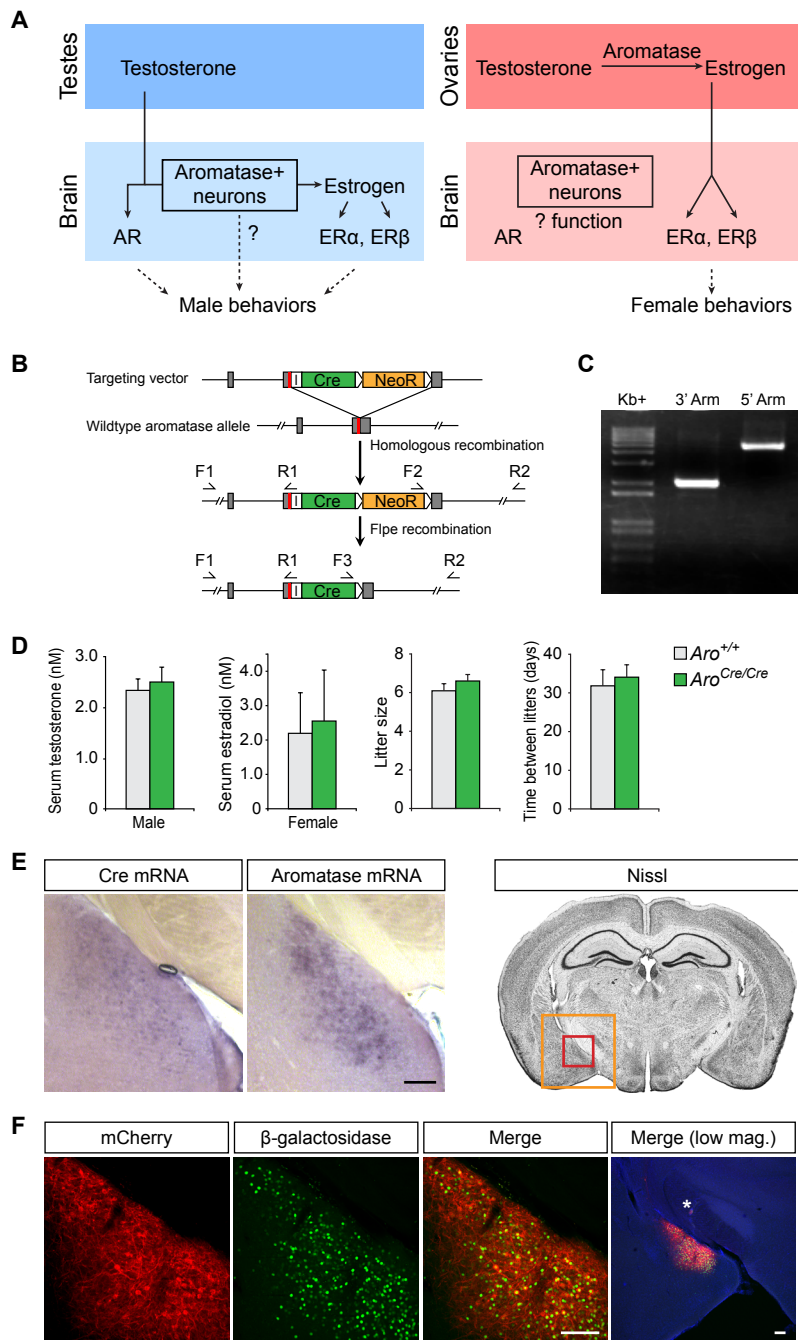 A
Testes
Testosterone
Brain
Aromatase+
neurons
Estrogen
?
AR
ERα, ERβ
Male behaviors
Ovaries
Testosterone
Aromatase
Estrogen
Brain
Aromatase+
neurons
? function
AR
ERα, ERβ
Female behaviors
B
Targeting vector
I Cre NeoR
Wildtype aromatase allele
Homologous recombination
F1 R1 F2 R2
I Cre NeoR
Flpe recombination
F1 R1 F3 R2
I Cre
C
Kb+ 3’ Arm 5’ Arm
D
Serum testosterone (nM)
3.0
2.0
1.0
0
Male
Serum estradiol (nM)
4.0
3.0
2.0
1.0
0
Female
Litter size
8
6
4
2
0
Time between litters (days)
40
30
20
10
0
Aro+/+
AroCre/Cre
E
Cre mRNA
Aromatase mRNA
Nissl
F
mCherry
β-galactosidase
Merge
Merge (low mag.)
*